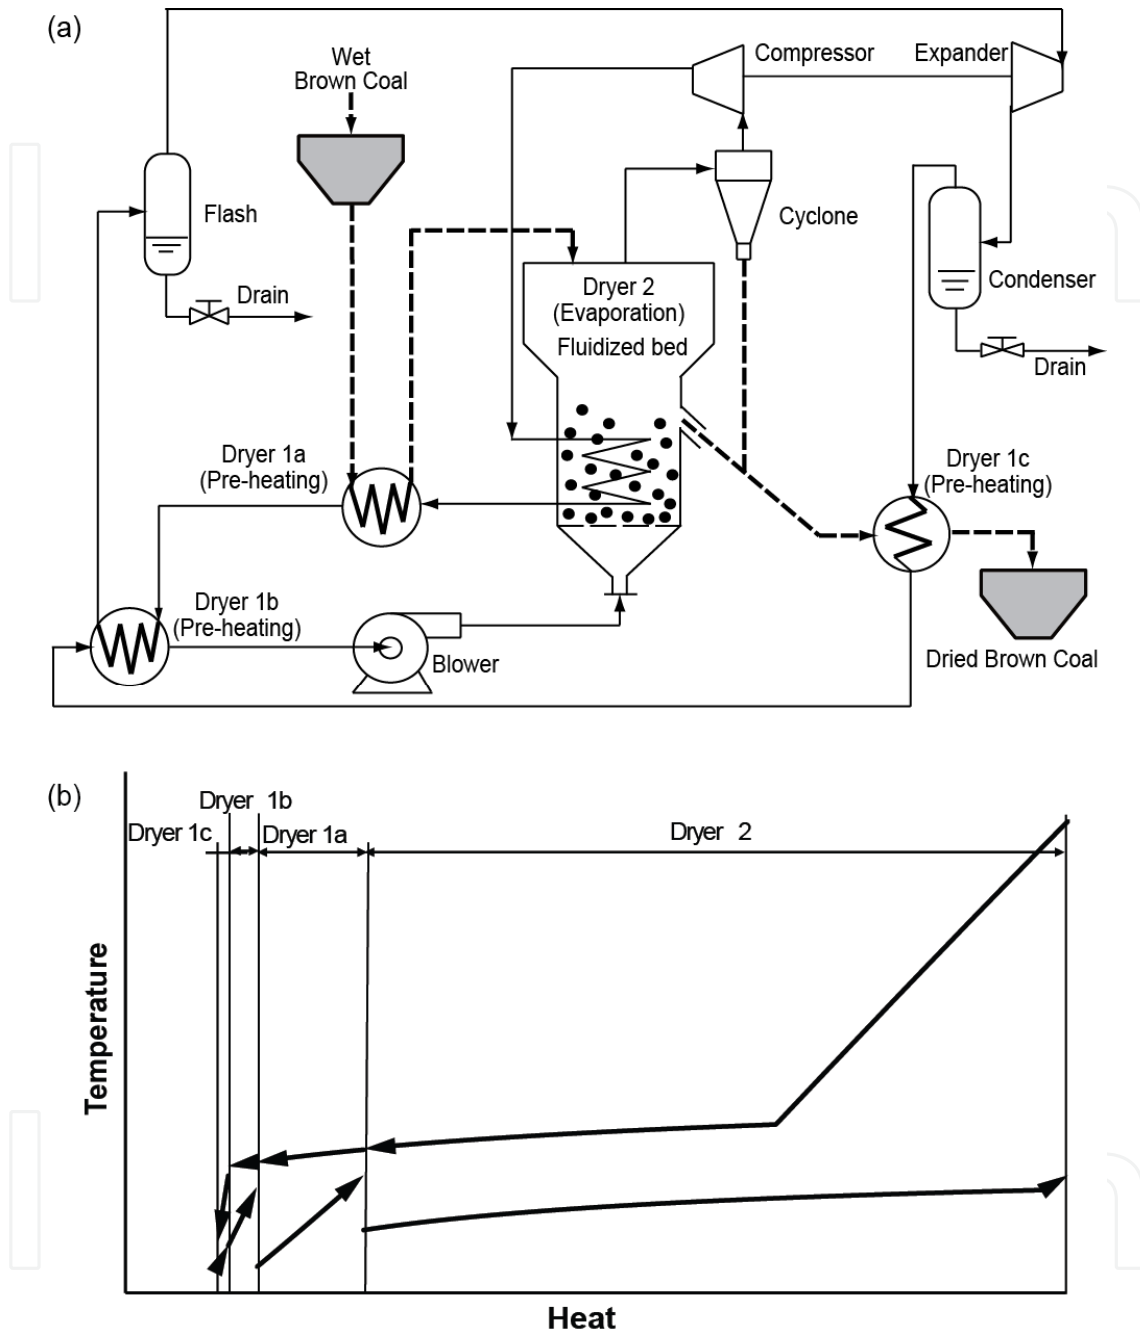 (a)
Wet
Brown Coal
Compressor
Expander
Flash
Cyclone
Drain
Dryer 2
(Evaporation)
Fluidized bed
Condenser
Drain
Dryer 1a
(Pre-heating)
Dryer 1c
(Pre-heating)
Dryer 1b
(Pre-heating)
Blower
Dried Brown Coal
(b)
Dryer 1b
Dryer 1c
Dryer 1a
Dryer 2
Temperature
Heat